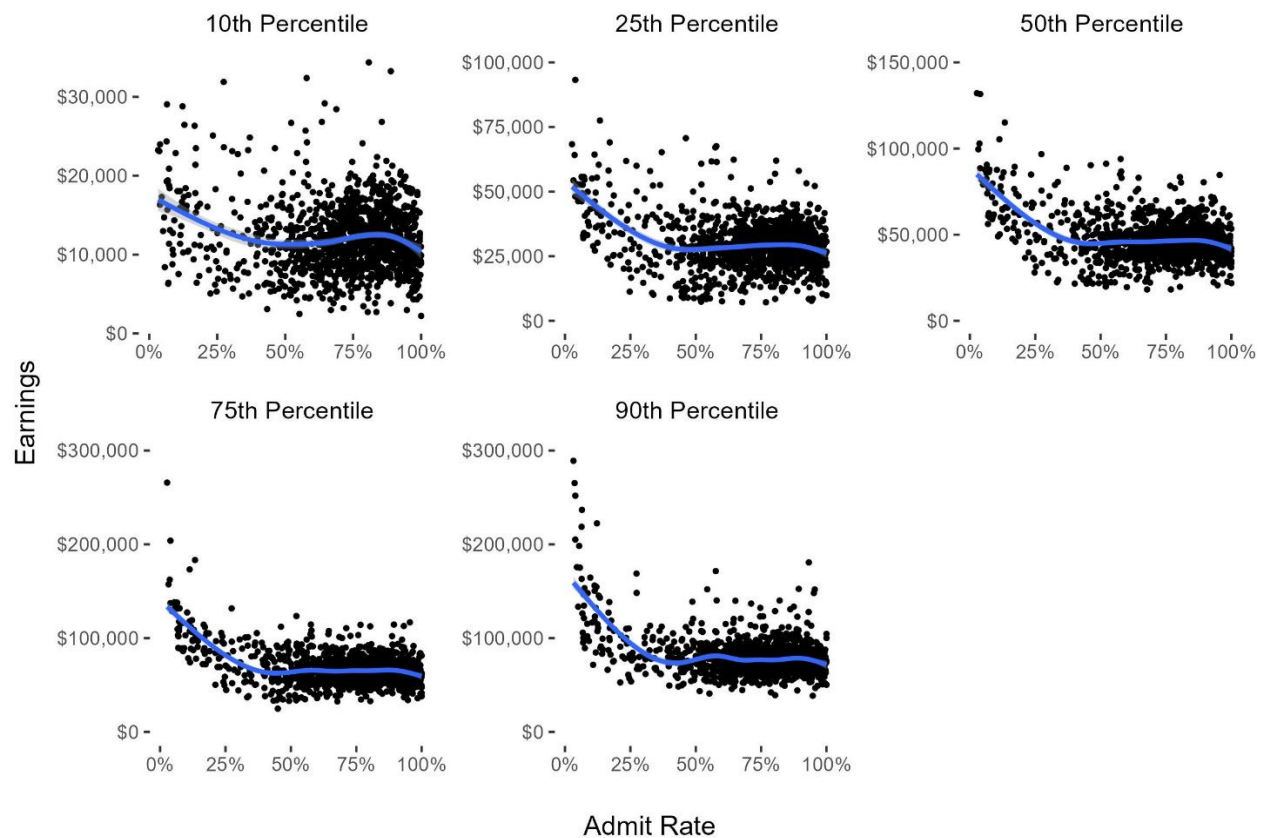 10th Percentile
25th Percentile
50th Percentile
$30,000
$20,000
$10,000
$0
0% 25% 50% 75% 100%
$100,000
$75,000
$50,000
$25,000
$0
0% 25% 50% 75% 100%
$150,000
$100,000
$50,000
$0
0% 25% 50% 75% 100%
Earnings
75th Percentile
90th Percentile
$300,000
$200,000
$100,000
$0
0% 25% 50% 75% 100%
$300,000
$200,000
$100,000
$0
0% 25% 50% 75% 100%
Admit Rate